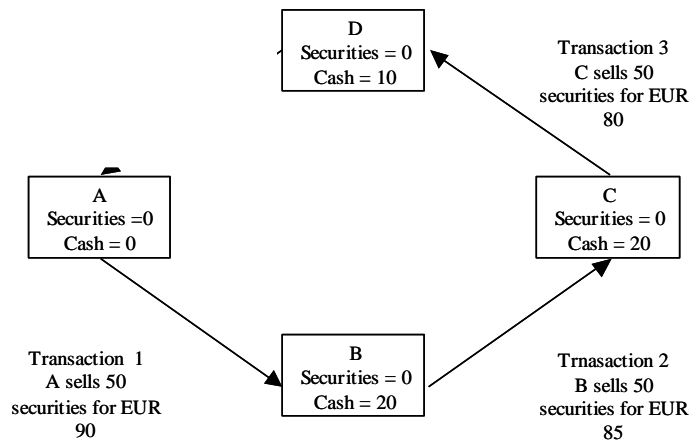 D
Securities = 0
Cash = 10
Transaction 3
C sells 50
securities for EUR
80
A
Securities =0
Cash = 0
C
Securities = 0
Cash = 20
B
Securities = 0
Cash = 20
Transaction 1
A sells 50
securities for EUR
90
Trnasaction 2
B sells 50
securities for EUR
85